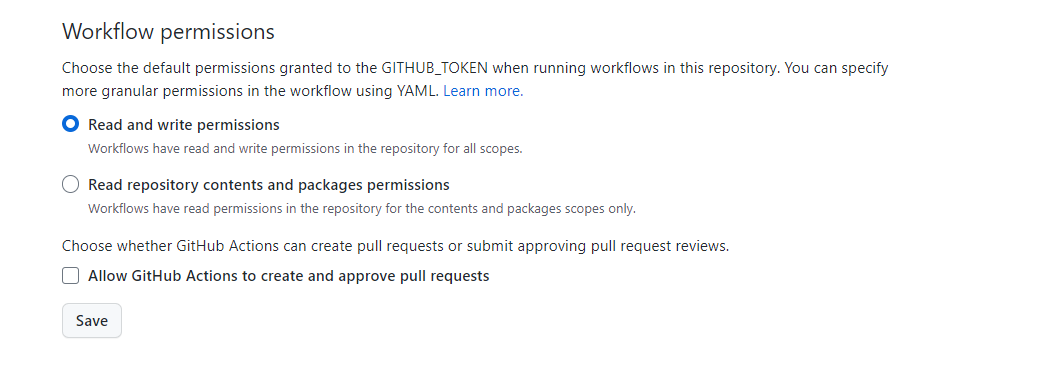 Workflow permissions
Choose the default permissions granted to the GITHUB_TOKEN when running workflows in this repository. You can specify
more granular permissions in the workflow using YAML. Learn more.
Read and write permissions
Workflows have read and write permissions in the repository for all scopes.
Read repository contents and packages permissions
Workflows have read permissions in the repository for the contents and packages scopes only.
Choose whether GitHub Actions can create pull requests or submit approving pull request reviews.
Allow GitHub Actions to create and approve pull requests
Save